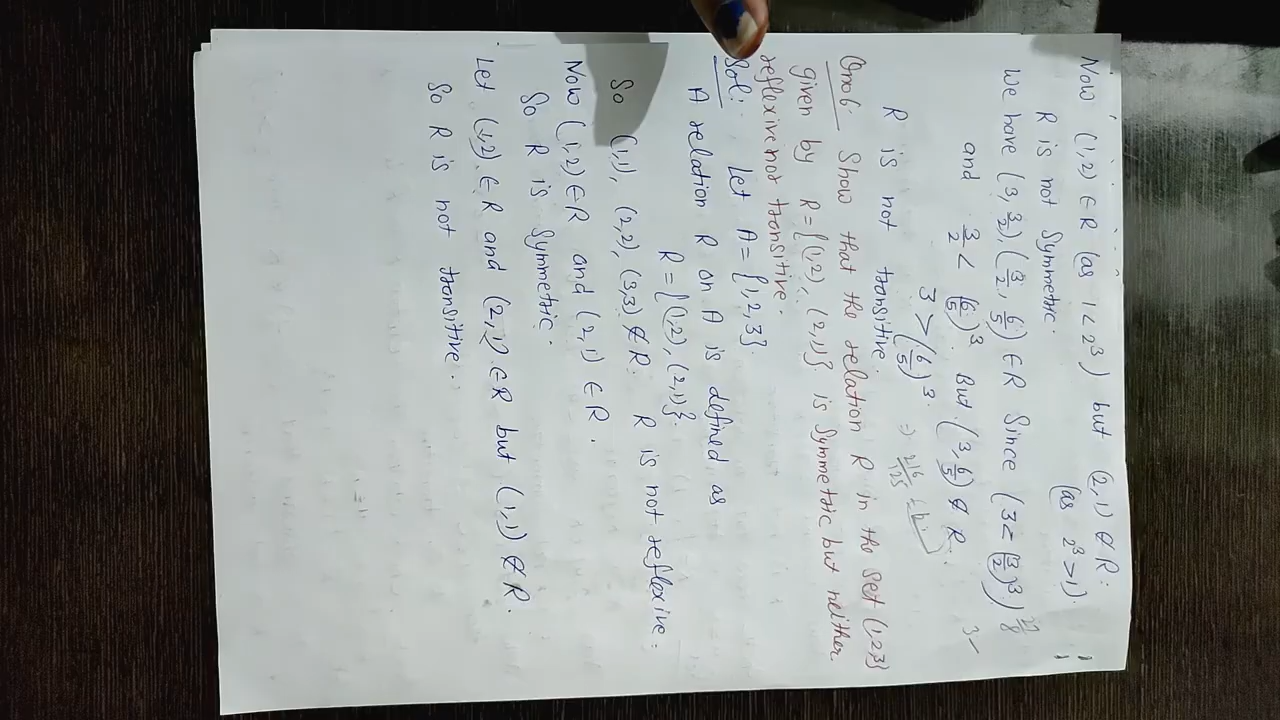 Now (1,2) ∈ R (as 1 < 2³) but (2,1) ∉ R.
(as 2³ > 1).
R is not Symmetric.
We have (3, 3/2), (3/2, 6/5) ∈ R Since (3 < (3/2)³) 27/8
and 3/2 < (6/5)³. But (3, 6/5) ∉ R.
3 > (6/5)³. ⇒ 216/125
R is not transitive.
Show that the relation R in the set {1,2,3}
given by R = {(1,2), (2,1)} is Symmetric but neither
reflexive not transitive.
Sol: Let A = {1,2,3}.
A relation R on A is defined as
R = {(1,2), (2,1)}.
So (1,1), (2,2), (3,3) ∉ R. R is not reflexive.
Now (1,2) ∈ R and (2,1) ∈ R.
So R is Symmetric.
Let (1,2) ∈ R and (2,1) ∈ R but (1,1) ∉ R.
So R is not transitive.